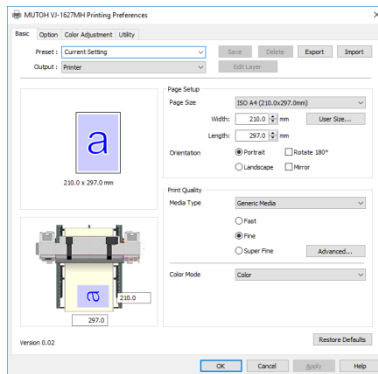 MUTOH VJ-1627MH Printing Preferences
Basic Option Color Adjustment Utility
Preset : Current Setting Save Delete Export Import
Output : Printer Edit Layer
a
210.0 x 297.0 mm
a
210.0
297.0
Page Setup
Page Size ISO A4 (210.0x297.0mm)
Width: 210.0 mm User Size...
Length: 297.0 mm
Orientation Portrait Rotate 180°
Landscape Mirror
Print Quality
Media Type Generic Media
Fast
Fine
Super Fine Advanced...
Color Mode Color
Version 0.02 Restore Defaults
OK Cancel Apply Help